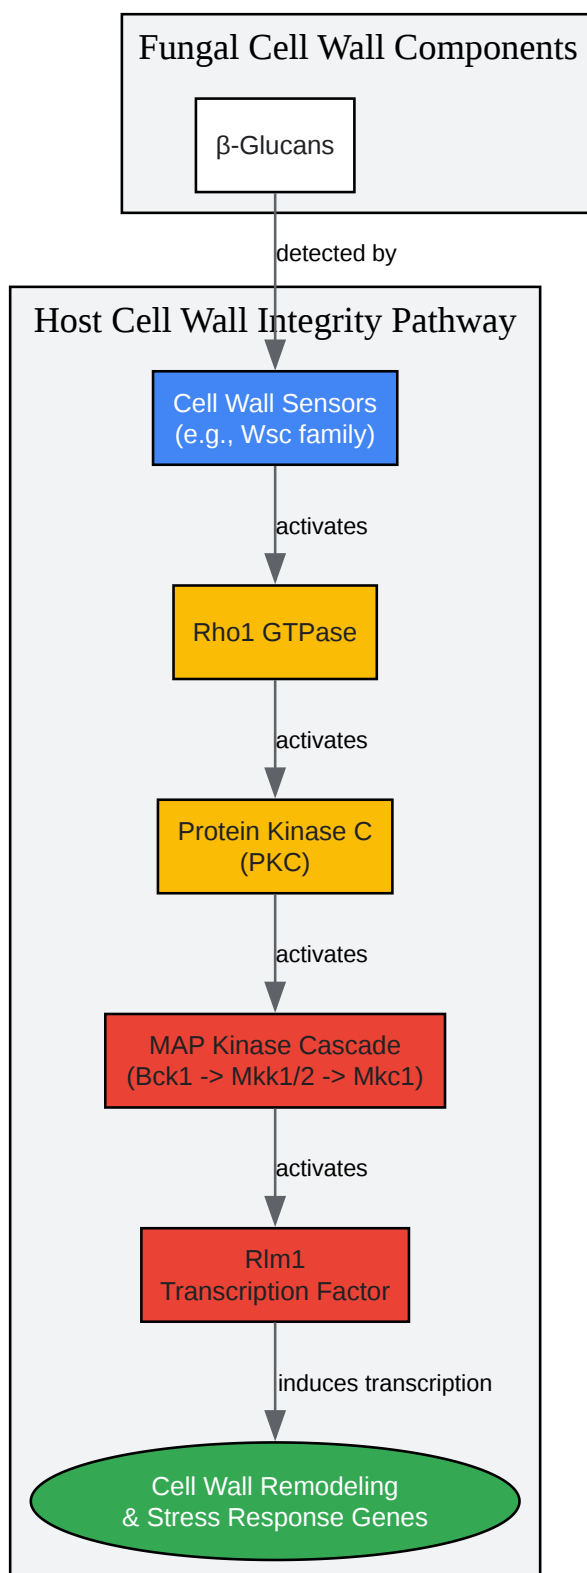 Fungal Cell Wall Components
β-Glucans
detected by
Host Cell Wall Integrity Pathway
Cell Wall Sensors
(e.g., Wsc family)
activates
Rho1 GTPase
activates
Protein Kinase C
(PKC)
activates
MAP Kinase Cascade
(Bck1 -> Mkk1/2 -> Mkc1)
activates
Rlm1
Transcription Factor
induces transcription
Cell Wall Remodeling
& Stress Response Genes